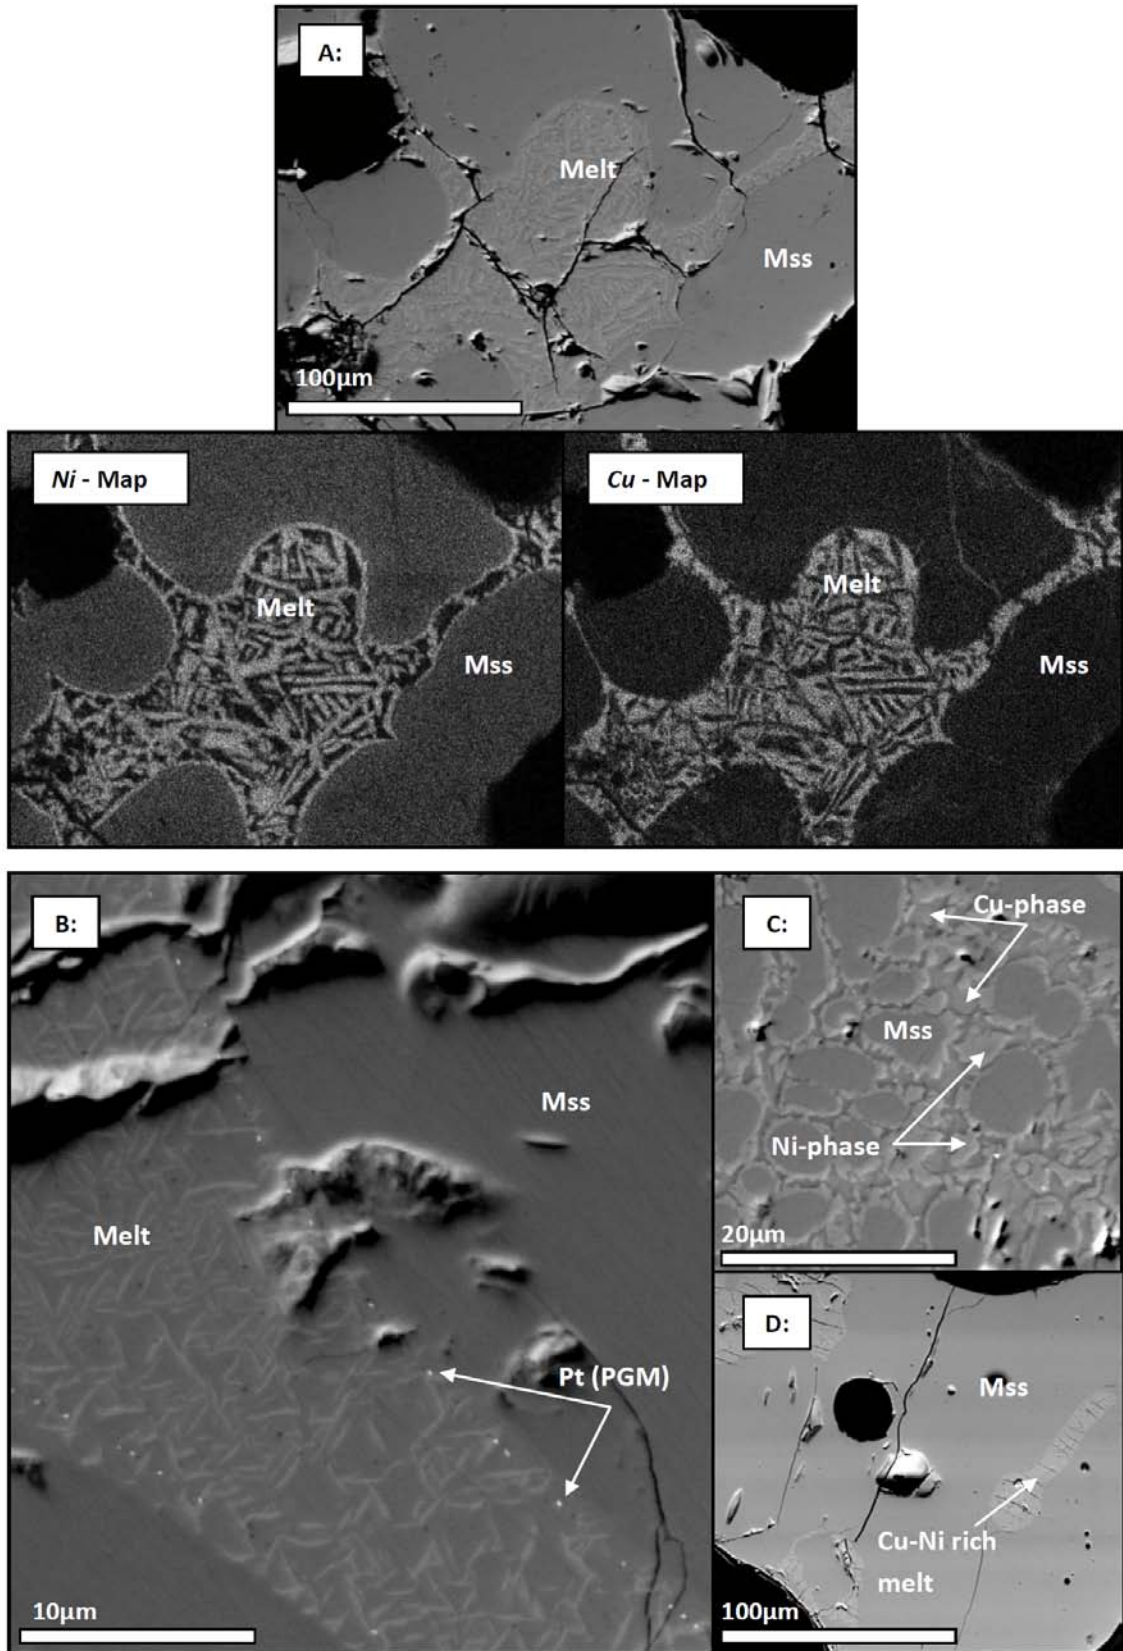 A:
Melt
Mss
100µm
Ni - Map
Melt
Mss
Cu - Map
Melt
Mss
B:
Mss
Melt
Pt (PGM)
10µm
C:
Cu-phase
Mss
Ni-phase
20µm
D:
Mss
Cu-Ni rich
melt
100µm